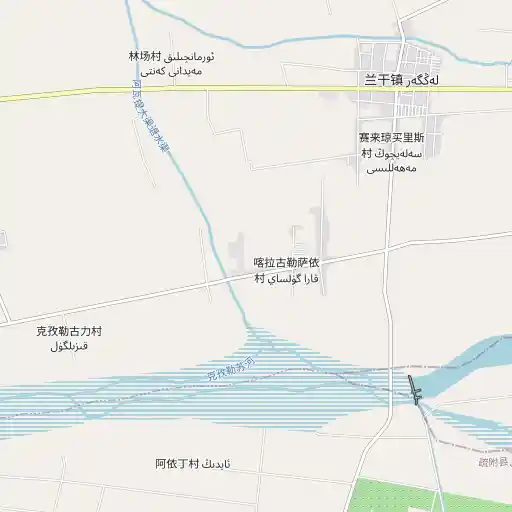 林场村 ئورمانچىلىق
مەيدانى كەنتى
兰干镇 لەڭگەر
赛来琼买里斯
村 سەلەيچوڭ
مەھەللىسى
喀拉古勒萨依
村 قارا گۈلساي
克孜勒古力村
قىزىلگۈل
克孜勒苏河
阿依丁村 ئايدىڭ
疏附县